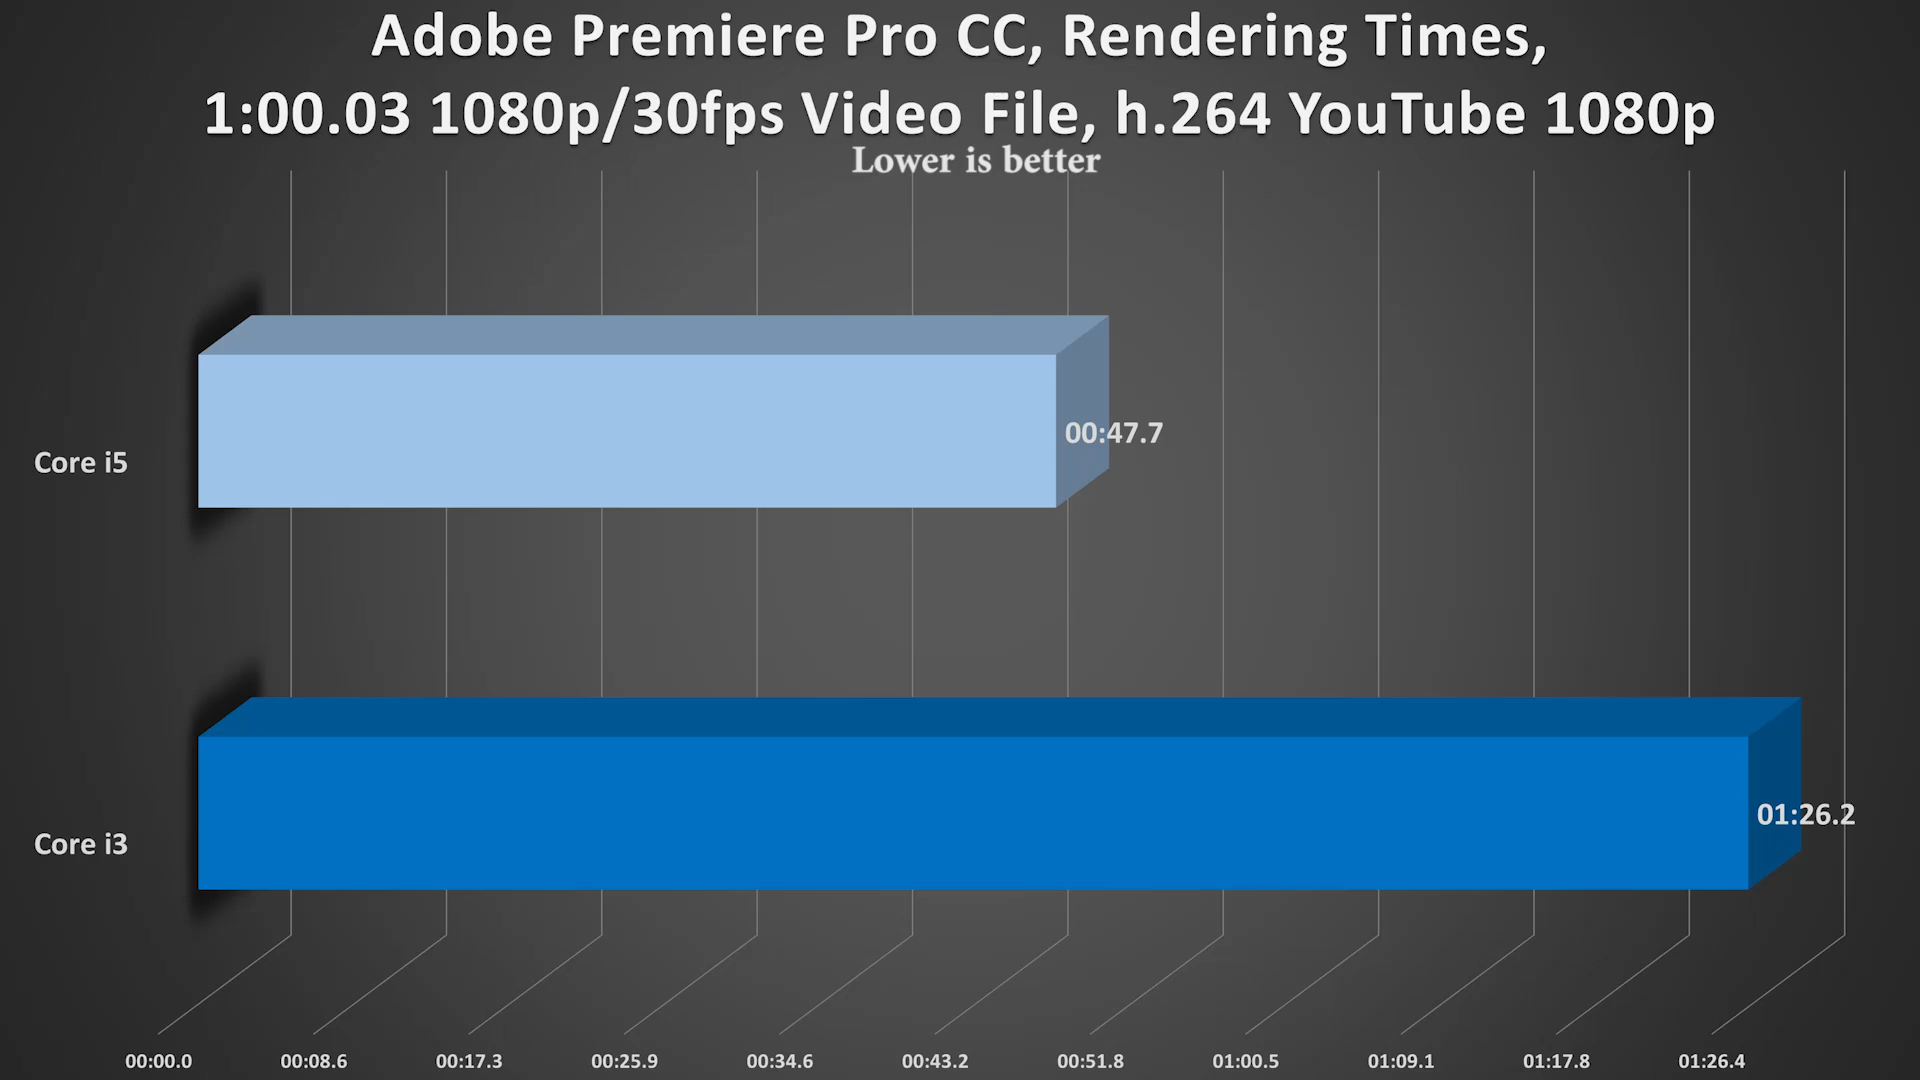 Adobe Premiere Pro CC, Rendering Times,
1:00.03 1080p/30fps Video File, h.264 YouTube 1080p
Lower is better
Core i5
00:47.7
Core i3
01:26.2
00:00.0 00:08.6 00:17.3 00:25.9 00:34.6 00:43.2 00:51.8 01:00.5 01:09.1 01:17.8 01:26.4